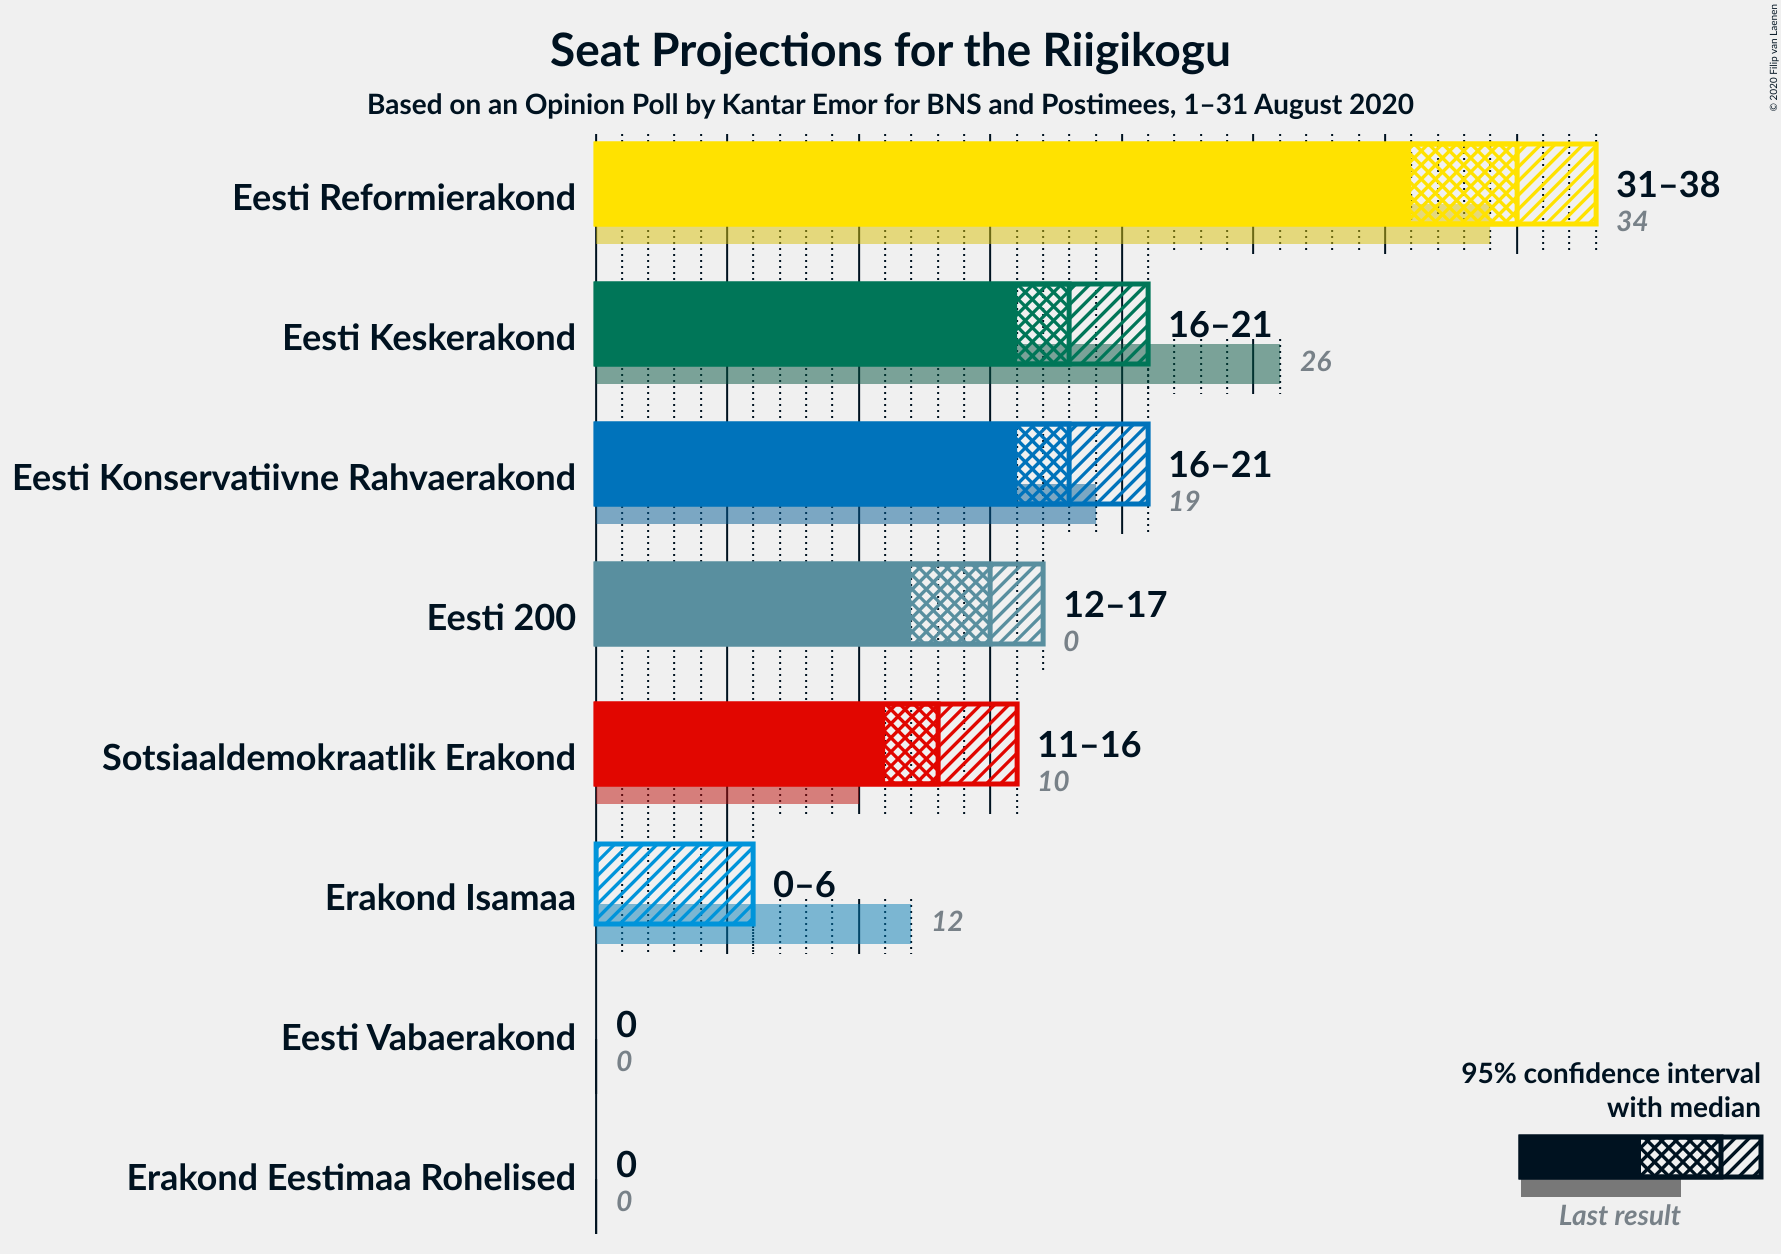 Seat Projections for the Riigikogu
Based on an Opinion Poll by Kantar Emor for BNS and Postimees, 1–31 August 2020
© 2020 Filip van Laenen
Eesti Reformierakond
31–38
34
Eesti Keskerakond
16–21
26
Eesti Konservatiivne Rahvaerakond
16–21
19
Eesti 200
12–17
0
Sotsiaaldemokraatlik Erakond
11–16
10
Erakond Isamaa
0–6
12
Eesti Vabaerakond
0
0
Erakond Eestimaa Rohelised
0
0
95% confidence interval
with median
Last result